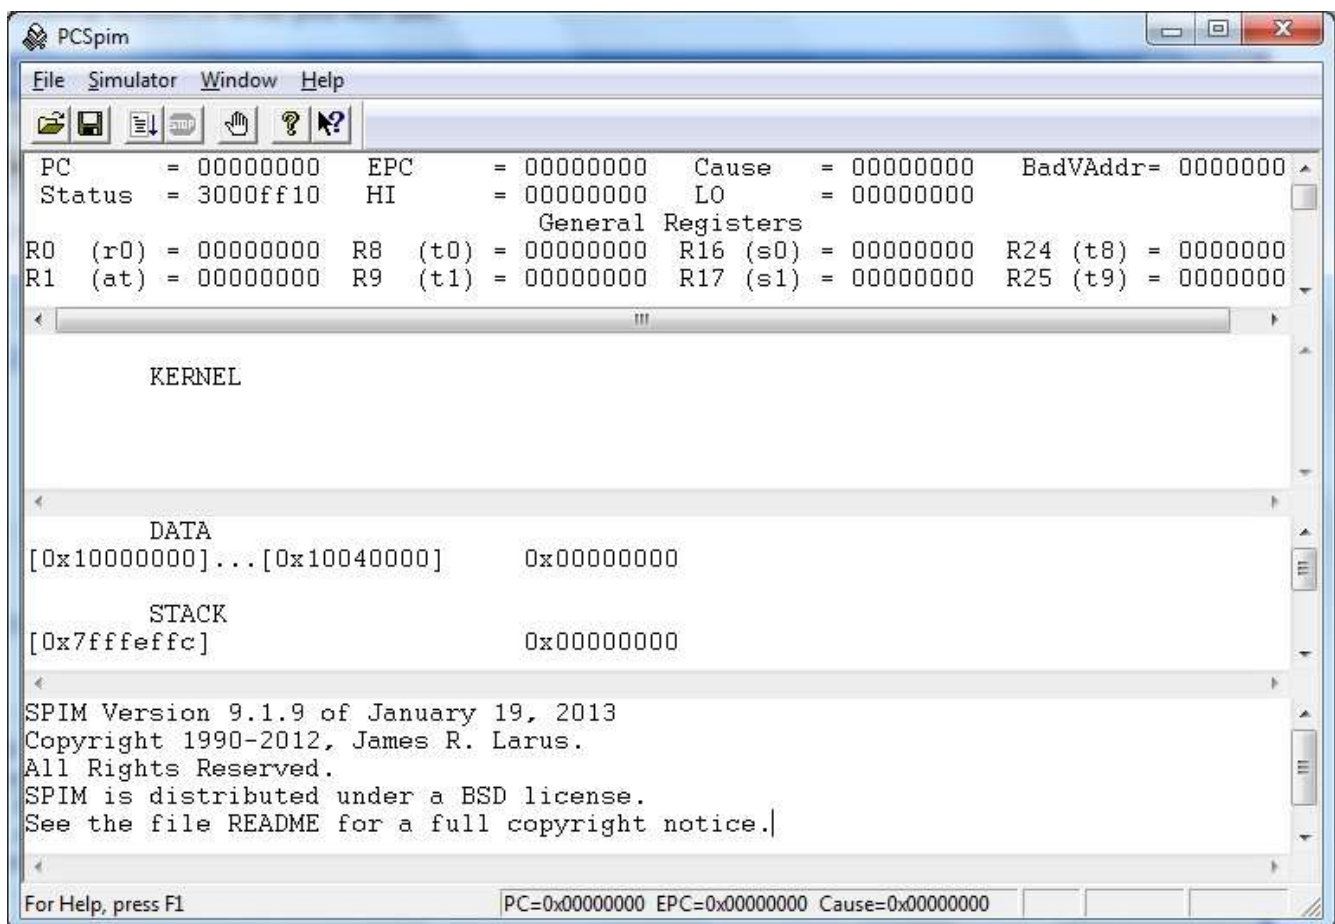 PCSpim
File Simulator Window Help
STOP
PC = 00000000 EPC = 00000000 Cause = 00000000 BadVAddr= 0000000
Status = 3000ff10 HI = 00000000 LO = 00000000
General Registers
R0 (r0) = 00000000 R8 (t0) = 00000000 R16 (s0) = 00000000 R24 (t8) = 0000000
R1 (at) = 00000000 R9 (t1) = 00000000 R17 (s1) = 00000000 R25 (t9) = 0000000
KERNEL
DATA
[0x10000000]...[0x10040000] 0x00000000
STACK
[0x7fffeffc] 0x00000000
SPIM Version 9.1.9 of January 19, 2013
Copyright 1990-2012, James R. Larus.
All Rights Reserved.
SPIM is distributed under a BSD license.
See the file README for a full copyright notice.
For Help, press F1 PC=0x00000000 EPC=0x00000000 Cause=0x00000000